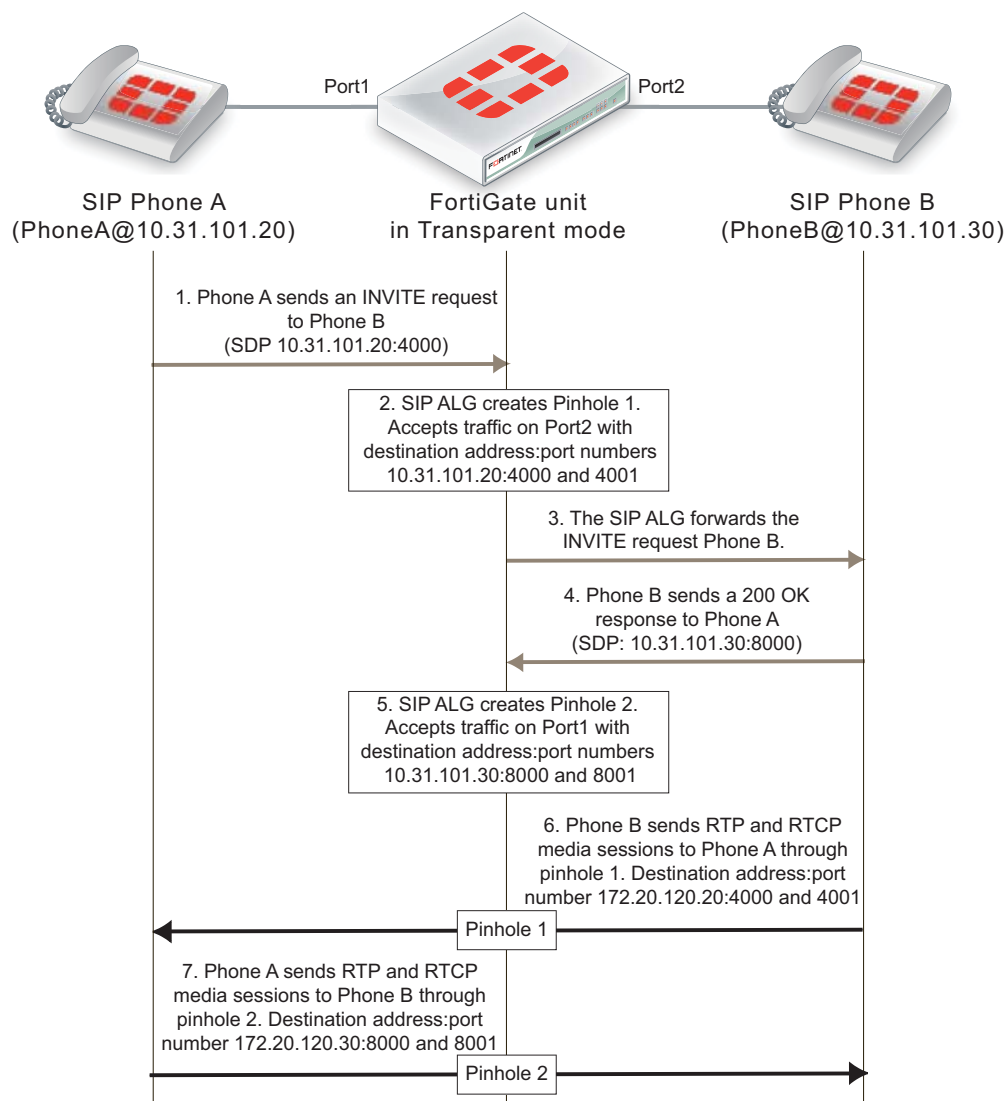 Port1
Port2
FORTINET
SIP Phone A
(PhoneA@10.31.101.20)
FortiGate unit
in Transparent mode
SIP Phone B
(PhoneB@10.31.101.30)
1. Phone A sends an INVITE request
to Phone B
(SDP 10.31.101.20:4000)
2. SIP ALG creates Pinhole 1.
Accepts traffic on Port2 with
destination address:port numbers
10.31.101.20:4000 and 4001
3. The SIP ALG forwards the
INVITE request Phone B.
4. Phone B sends a 200 OK
response to Phone A
(SDP: 10.31.101.30:8000)
5. SIP ALG creates Pinhole 2.
Accepts traffic on Port1 with
destination address:port numbers
10.31.101.30:8000 and 8001
6. Phone B sends RTP and RTCP
media sessions to Phone A through
pinhole 1. Destination address:port
number 172.20.120.20:4000 and 4001
Pinhole 1
7. Phone A sends RTP and RTCP
media sessions to Phone B through
pinhole 2. Destination address:port
number 172.20.120.30:8000 and 8001
Pinhole 2